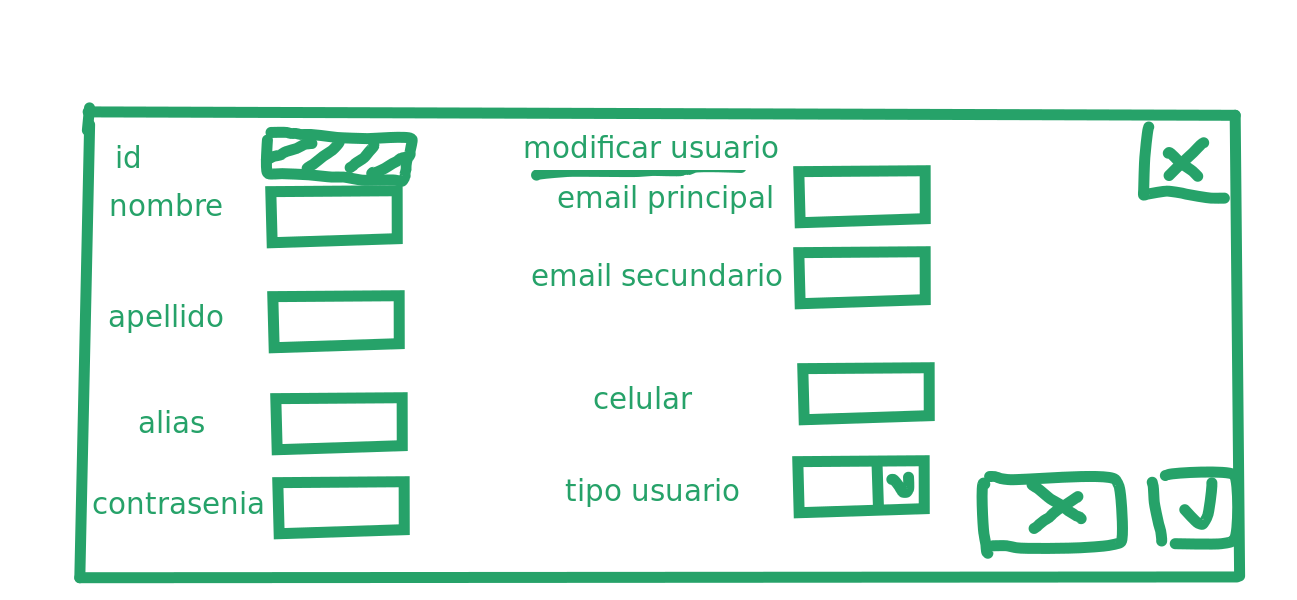 id
nombre
apellido
alias
contrasenia
modificar usuario
email principal
email secundario
celular
tipo usuario